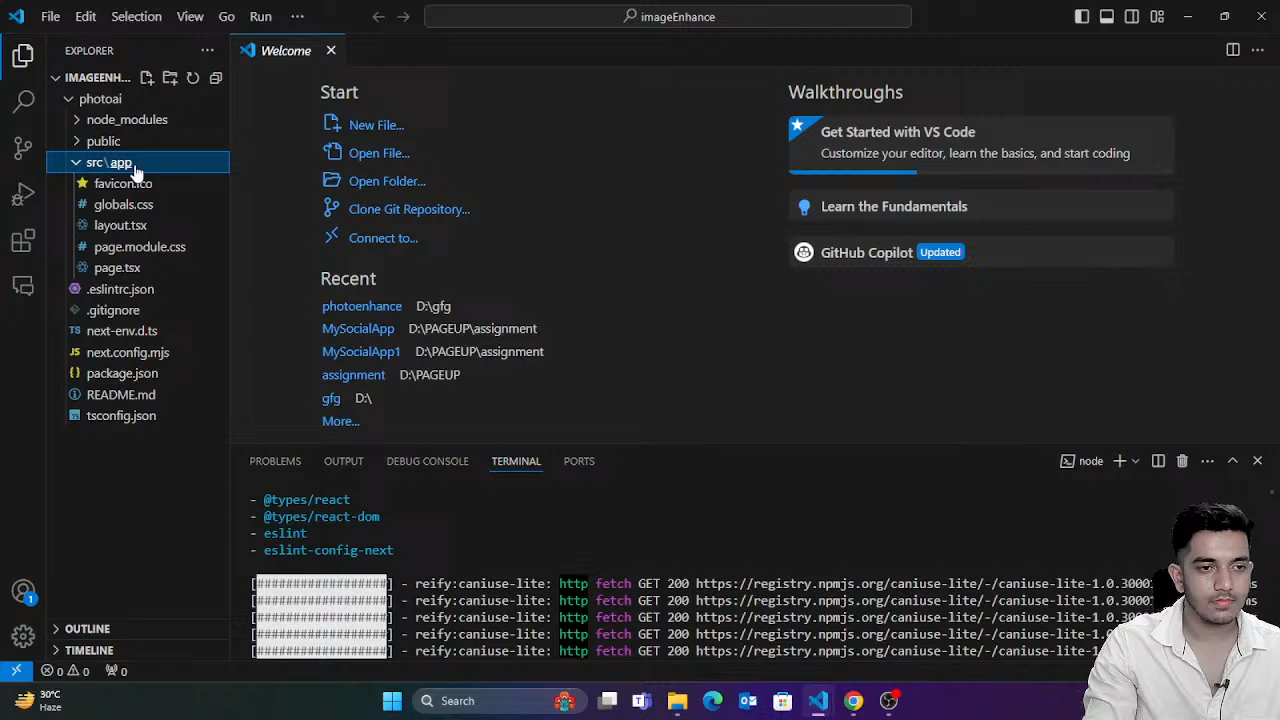 File Edit Selection View Go Run ··· imageEnhance
EXPLORER ···
IMAGEENH...
photoai
node_modules
public
src\app
favicon.ico
globals.css
layout.tsx
page.module.css
page.tsx
.eslintrc.json
.gitignore
next-env.d.ts
next.config.mjs
package.json
README.md
tsconfig.json
OUTLINE
TIMELINE
Welcome
Start
New File...
Open File...
Open Folder...
Clone Git Repository...
Connect to...
Recent
photoenhance D:\gfg
MySocialApp D:\PAGEUP\assignment
MySocialApp1 D:\PAGEUP\assignment
assignment D:\PAGEUP
gfg D:\
More...
Walkthroughs
Get Started with VS Code
Customize your editor, learn the basics, and start coding
Learn the Fundamentals
GitHub Copilot Updated
PROBLEMS OUTPUT DEBUG CONSOLE TERMINAL PORTS node
- @types/react
- @types/react-dom
- eslint
- eslint-config-next
[##################] - reify:caniuse-lite: http fetch GET 200 https://registry.npmjs.org/caniuse-lite/-/caniuse-lite-1.0.30001
[##################] - reify:caniuse-lite: http fetch GET 200 https://registry.npmjs.org/caniuse-lite/-/caniuse-lite-1.0.3000
[##################] - reify:caniuse-lite: http fetch GET 200 https://registry.npmjs.org/caniuse-lite/-/caniuse-lite-1.0
[##################] - reify:caniuse-lite: http fetch GET 200 https://registry.npmjs.org/caniuse-lite/-/caniuse-lite-1
[##################] - reify:caniuse-lite: http fetch GET 200 https://registry.npmjs.org/caniuse-lite/-/caniuse-lite-1
1
0 0 0
30°C
Haze
Search